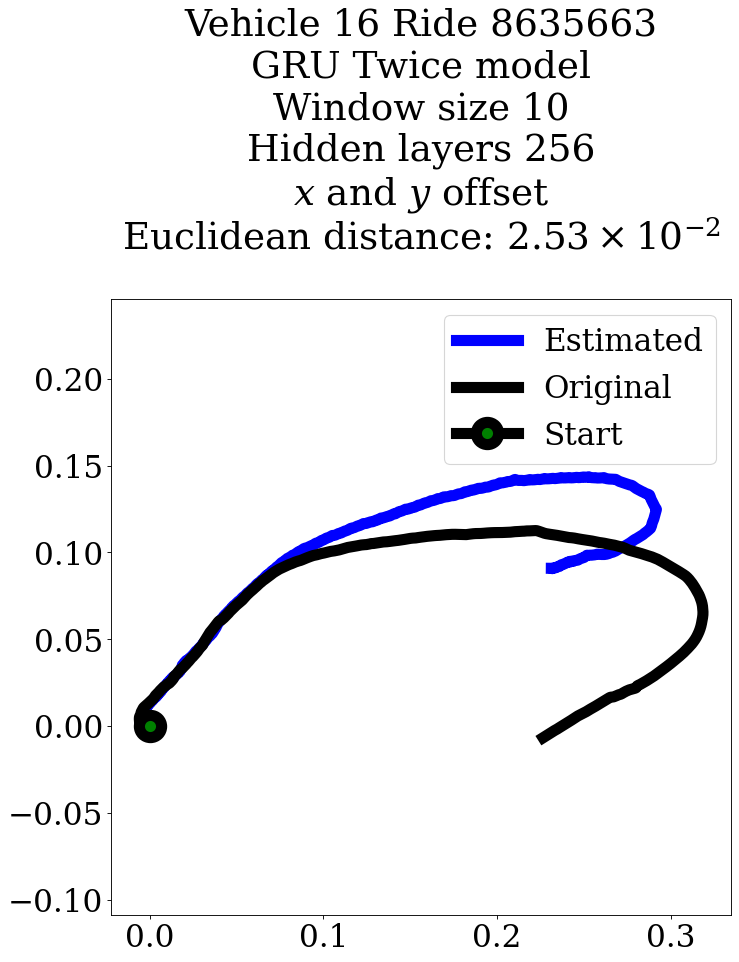 Vehicle 16 Ride 8635663
GRU Twice model
Window size 10
Hidden layers 256
x and y offset
Euclidean distance: 2.53 × 10⁻²
Estimated
Original
Start
0.20
0.15
0.10
0.05
0.00
−0.05
−0.10
0.0 0.1 0.2 0.3